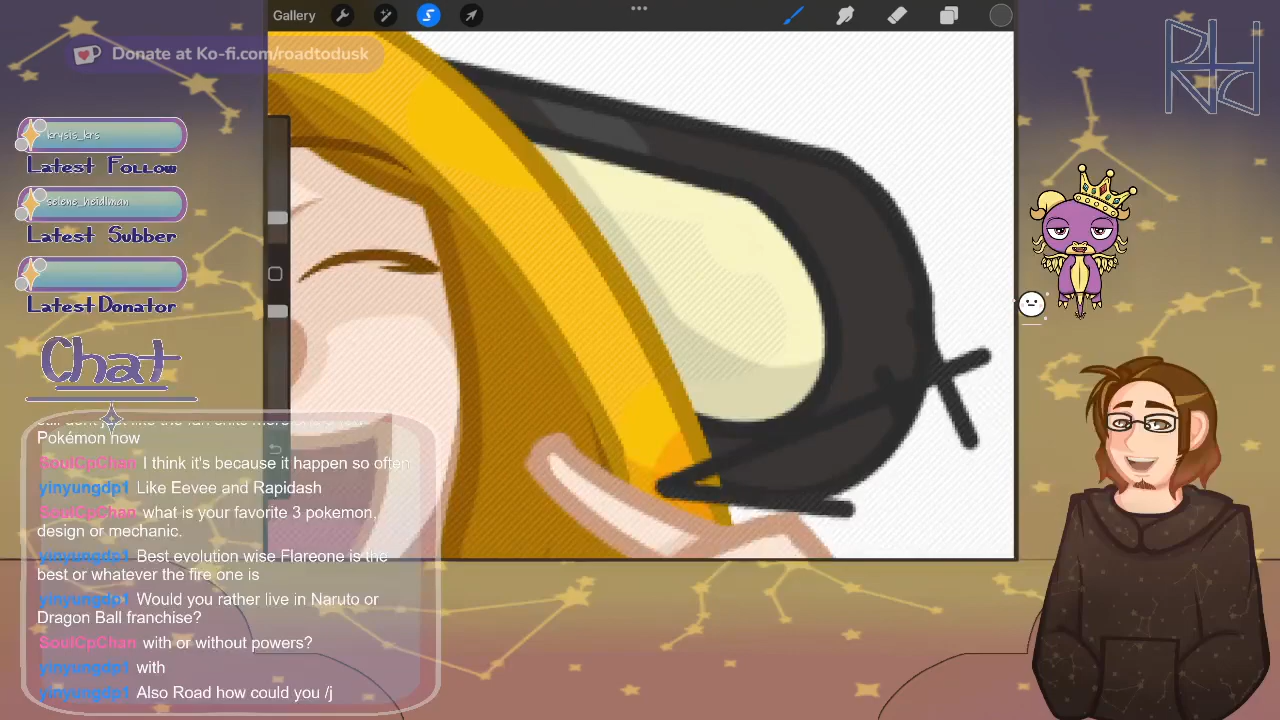 Gallery
Donate at Ko-fi.com/roadtodusk
krysis_krs
Latest Follow
selene_heidlman
Latest Subber
Latest Donator
Chat
Pokémon now
SoulCpChan I think it's because it happen so often
yinyungdp1 Like Eevee and Rapidash
SoulCpChan what is your favorite 3 pokemon,
design or mechanic.
yinyungdp1 Best evolution wise Flareone is the
best or whatever the fire one is
yinyungdp1 Would you rather live in Naruto or
Dragon Ball franchise?
SoulCpChan with or without powers?
yinyungdp1 with
yinyungdp1 Also Road how could you /j